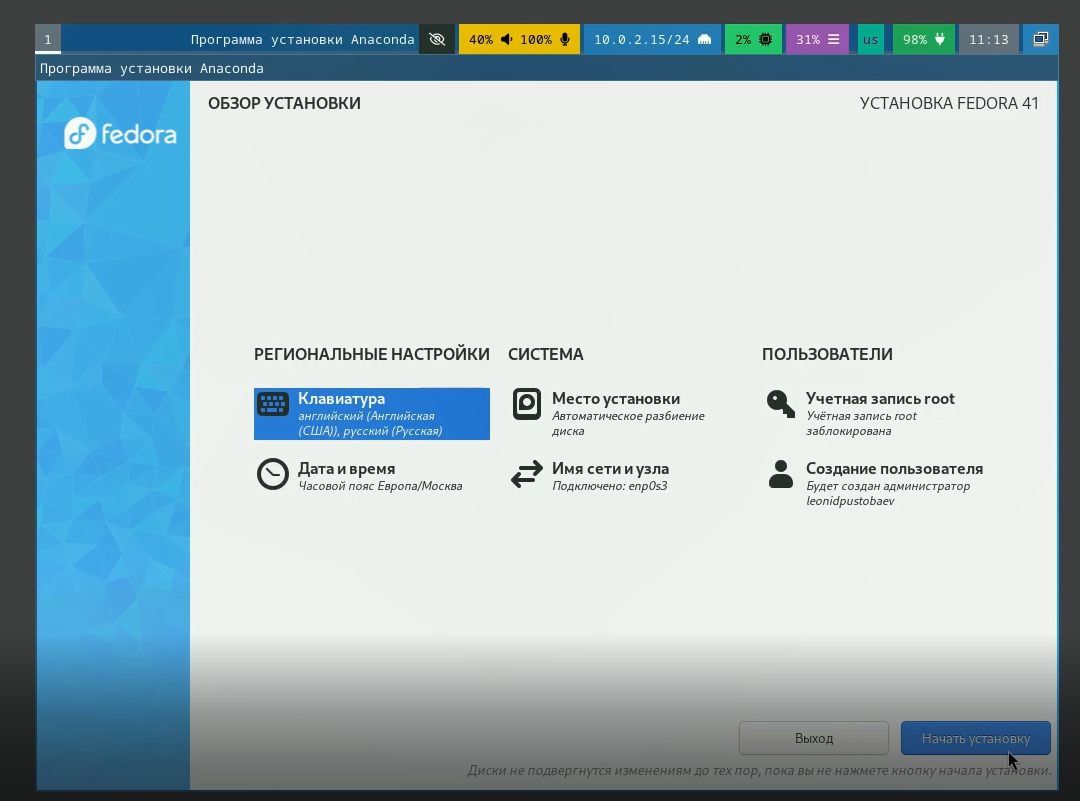 1 Программа установки Anaconda 40% 100% 10.0.2.15/24 2% 31% us 98% 11:13
Программа установки Anaconda
fedora
ОБЗОР УСТАНОВКИ
УСТАНОВКА FEDORA 41
РЕГИОНАЛЬНЫЕ НАСТРОЙКИ
Клавиатура
английский (Английская
(США)), русский (Русская)
Дата и время
Часовой пояс Европа/Москва
СИСТЕМА
Место установки
Автоматическое разбиение
диска
Имя сети и узла
Подключено: enp0s3
ПОЛЬЗОВАТЕЛИ
Учетная запись root
Учётная запись root
заблокирована
Создание пользователя
Будет создан администратор
leonidpustobaev
Выход
Начать установку
Диски не подвергнутся изменениям до тех пор, пока вы не нажмете кнопку начала установки.